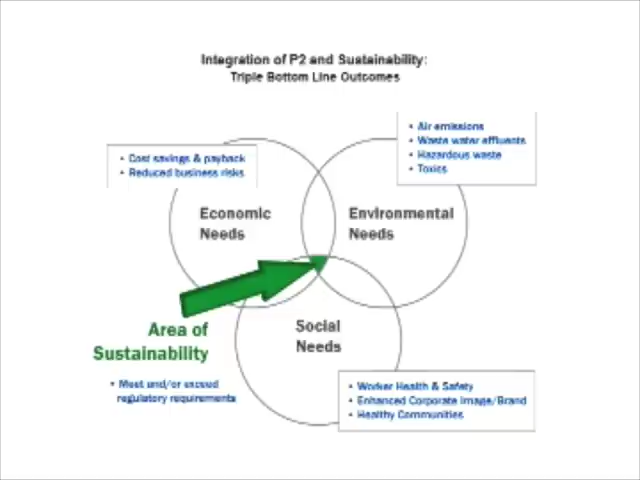 Integration of P2 and Sustainability:
Triple Bottom Line Outcomes
• Air emissions
• Waste water effluents
• Hazardous waste
• Toxics
• Cost savings & payback
• Reduced business risks
Economic
Needs
Environmental
Needs
Social
Needs
Area of
Sustainability
• Meet and/or exceed
regulatory requirements
• Worker Health & Safety
• Enhanced Corporate Image/Brand
• Healthy Communities